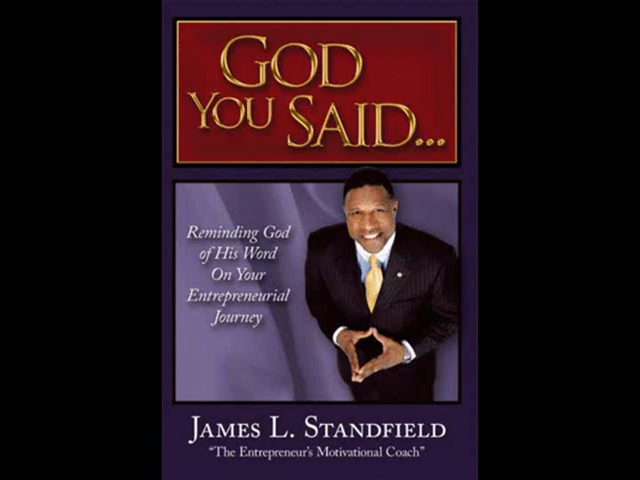 GOD
YOU SAID...
Reminding God
of His Word
On Your
Entrepreneurial
Journey
JAMES L. STANDFIELD
"The Entrepreneur's Motivational Coach"